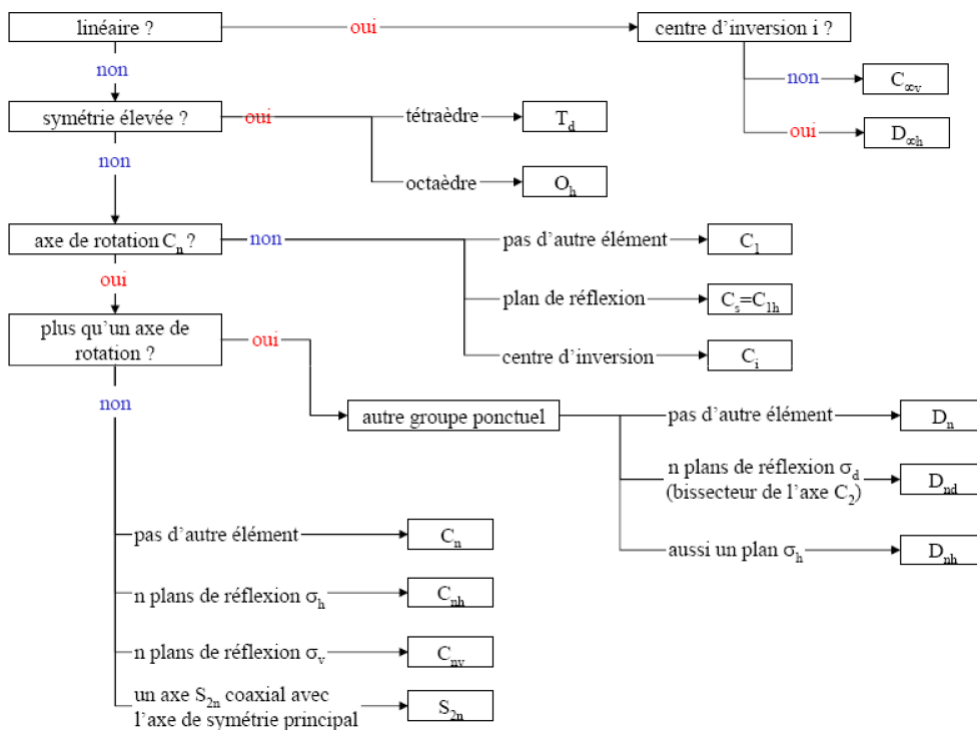 linéaire ?
oui
centre d'inversion i ?
non
non
C∞v
symétrie élevée ?
oui
tétraèdre
Td
oui
D∞h
non
octaèdre
Oh
axe de rotation Cn ?
non
pas d'autre élément
C1
oui
plan de réflexion
Cs=C1h
plus qu'un axe de
rotation ?
oui
centre d'inversion
Ci
non
autre groupe ponctuel
pas d'autre élément
Dn
n plans de réflexion σd
(bissecteur de l'axe C2)
Dnd
pas d'autre élément
Cn
aussi un plan σh
Dnh
n plans de réflexion σh
Cnh
n plans de réflexion σv
Cnv
un axe S2n coaxial avec
l'axe de symétrie principal
S2n